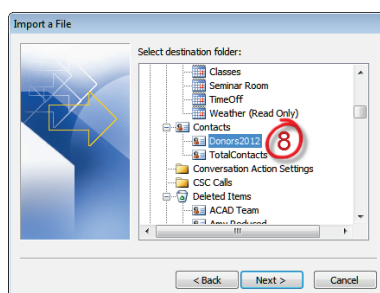 Import a File
Select destination folder:
Classes
Seminar Room
TimeOff
Weather (Read Only)
Contacts
Donors2012
8
TotalContacts
Conversation Action Settings
CSC Calls
Deleted Items
ACAD Team
Amy Reduced
< Back
Next >
Cancel